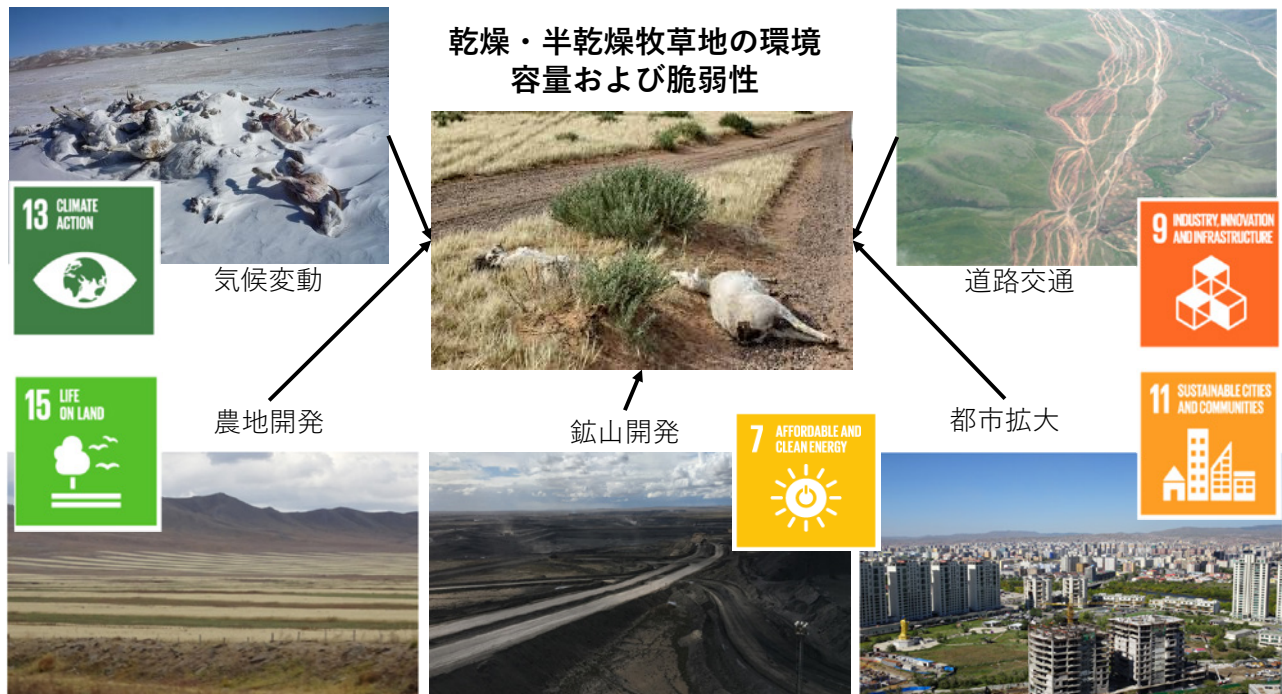 乾燥・半乾燥牧草地の環境
容量および脆弱性
13 CLIMATE
ACTION
気候変動
道路交通
9 INDUSTRY, INNOVATION
AND INFRASTRUCTURE
15 LIFE
ON LAND
農地開発
鉱山開発
7 AFFORDABLE AND
CLEAN ENERGY
都市拡大
11 SUSTAINABLE CITIES
AND COMMUNITIES